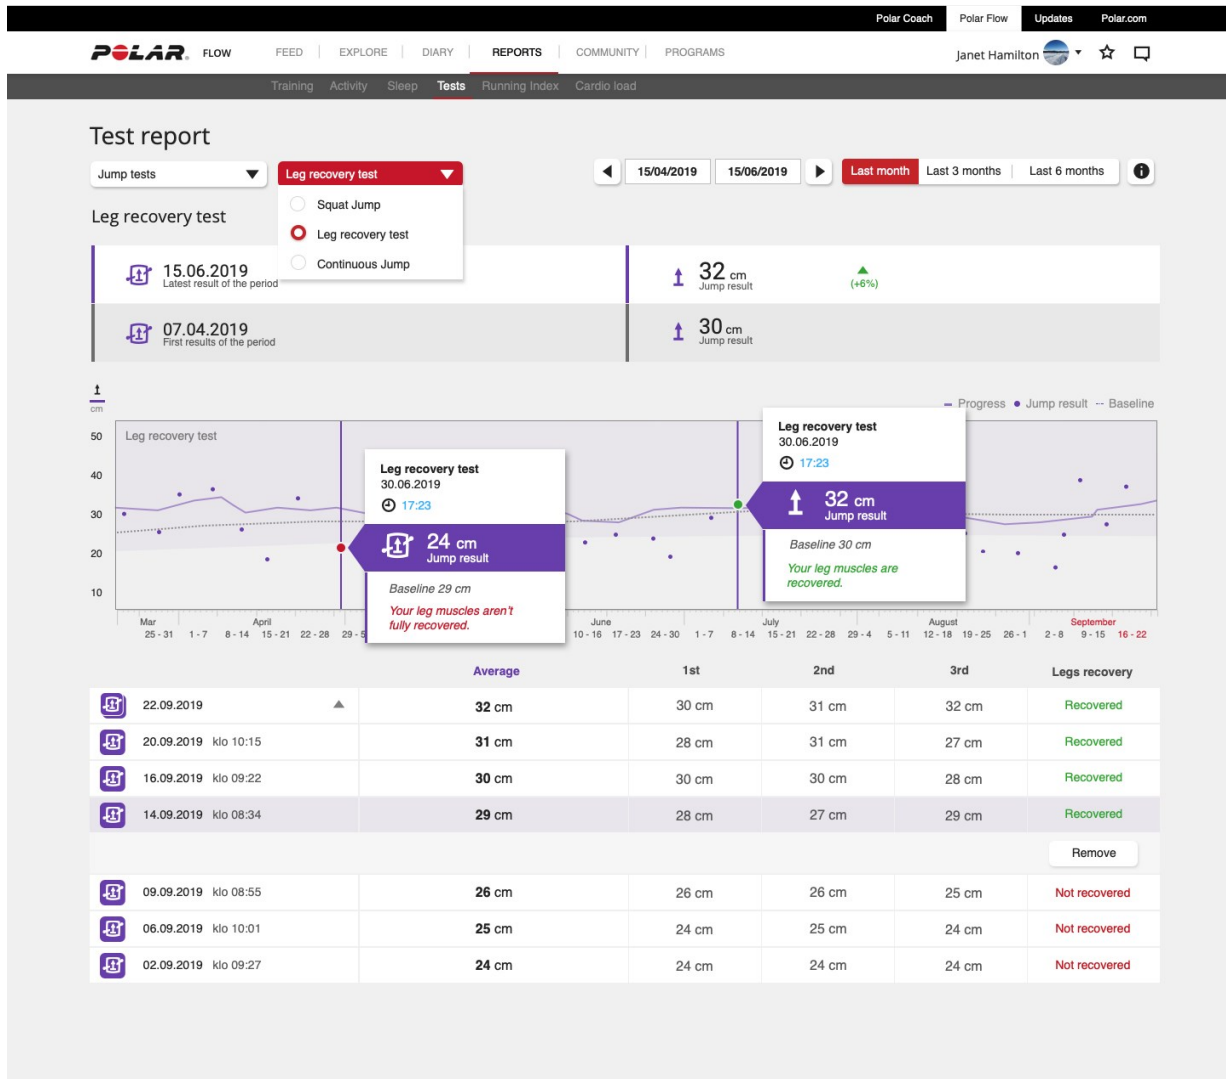 Polar Coach Polar Flow Updates Polar.com
POLAR. FLOW FEED EXPLORE DIARY REPORTS COMMUNITY PROGRAMS Janet Hamilton
Training Activity Sleep Tests Running Index Cardio load
Test report
Jump tests Leg recovery test 15/04/2019 15/06/2019 Last month Last 3 months Last 6 months
Squat Jump
Leg recovery test
Leg recovery test
Continuous Jump
15.06.2019 32 cm
Latest result of the period Jump result (+6%)
07.04.2019 30 cm
First results of the period Jump result
cm
Progress Jump result Baseline
50 Leg recovery test
40
30
20
10
Leg recovery test
30.06.2019
17:23
24 cm
Jump result
Baseline 29 cm
Your leg muscles aren't
fully recovered.
Leg recovery test
30.06.2019
17:23
32 cm
Jump result
Baseline 30 cm
Your leg muscles are
recovered.
Mar April June July August September
25 - 31 1 - 7 8 - 14 15 - 21 22 - 28 29 - 5 10 - 16 17 - 23 24 - 30 1 - 7 8 - 14 15 - 21 22 - 28 29 - 4 5 - 11 12 - 18 19 - 25 26 - 1 2 - 8 9 - 15 16 - 22
Average 1st 2nd 3rd Legs recovery
22.09.2019 32 cm 30 cm 31 cm 32 cm Recovered
20.09.2019 klo 10:15 31 cm 28 cm 31 cm 27 cm Recovered
16.09.2019 klo 09:22 30 cm 30 cm 30 cm 28 cm Recovered
14.09.2019 klo 08:34 29 cm 28 cm 27 cm 29 cm Recovered
Remove
09.09.2019 klo 08:55 26 cm 26 cm 26 cm 25 cm Not recovered
06.09.2019 klo 10:01 25 cm 24 cm 25 cm 24 cm Not recovered
02.09.2019 klo 09:27 24 cm 24 cm 24 cm 24 cm Not recovered